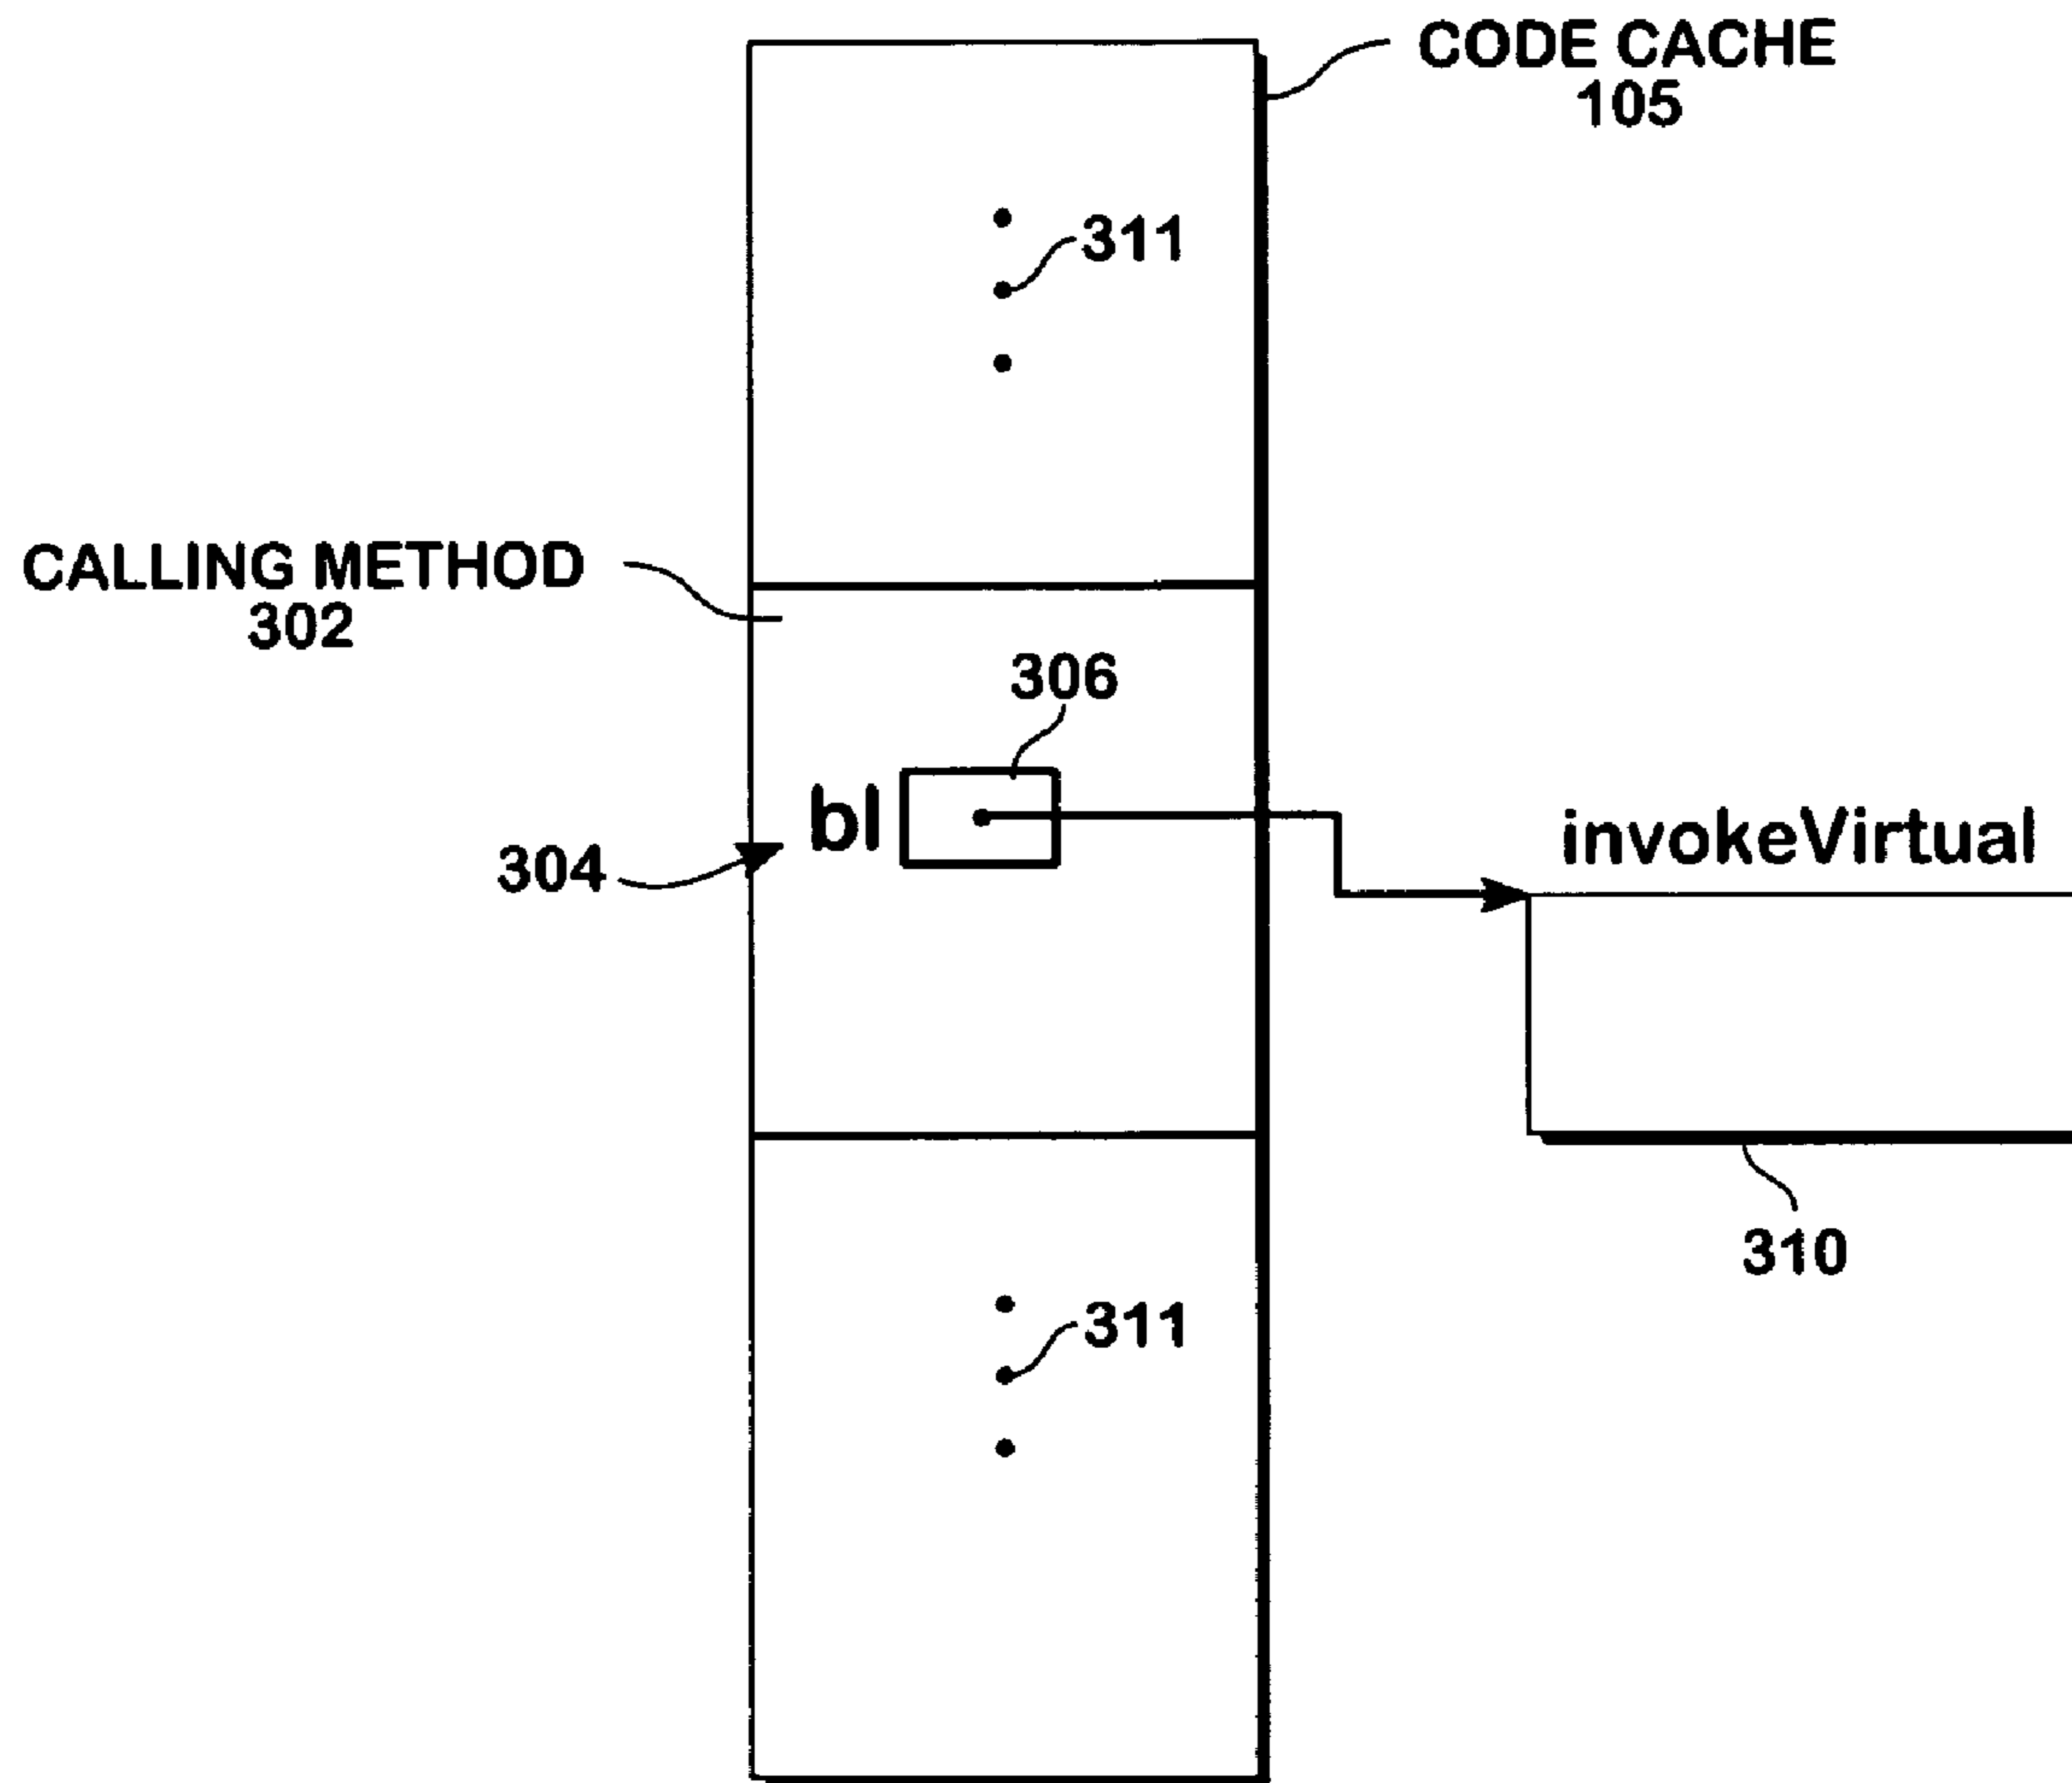 CODE CACHE
105
311
CALLING METHOD
302
306
bl
304
invokeVirtual
310
311